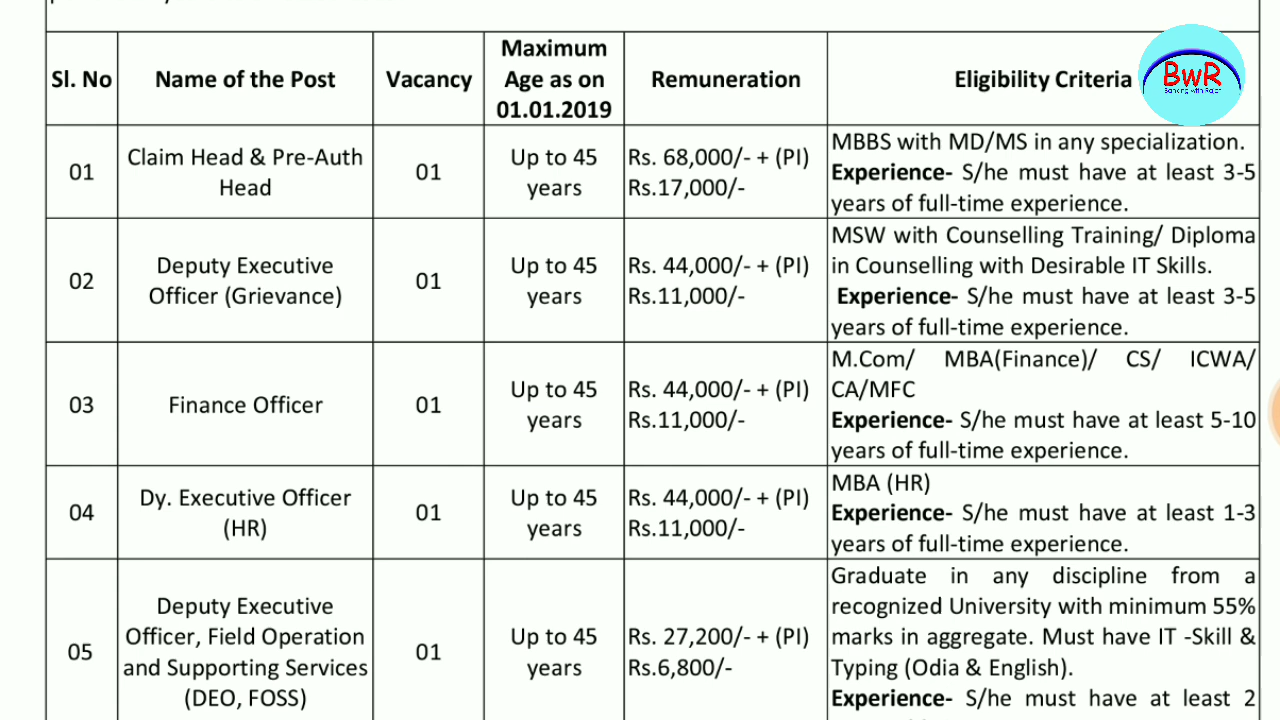 Sl. No
Name of the Post
Vacancy
Maximum
Age as on
01.01.2019
Remuneration
Eligibility Criteria
BwR
01
Claim Head & Pre-Auth
Head
01
Up to 45
years
Rs. 68,000/- + (PI)
Rs.17,000/-
MBBS with MD/MS in any specialization.
Experience- S/he must have at least 3-5
years of full-time experience.
02
Deputy Executive
Officer (Grievance)
01
Up to 45
years
Rs. 44,000/- + (PI)
Rs.11,000/-
MSW with Counselling Training/ Diploma
in Counselling with Desirable IT Skills.
Experience- S/he must have at least 3-5
years of full-time experience.
03
Finance Officer
01
Up to 45
years
Rs. 44,000/- + (PI)
Rs.11,000/-
M.Com/ MBA(Finance)/ CS/ ICWA/
CA/MFC
Experience- S/he must have at least 5-10
years of full-time experience.
04
Dy. Executive Officer
(HR)
01
Up to 45
years
Rs. 44,000/- + (PI)
Rs.11,000/-
MBA (HR)
Experience- S/he must have at least 1-3
years of full-time experience.
05
Deputy Executive
Officer, Field Operation
and Supporting Services
(DEO, FOSS)
01
Up to 45
years
Rs. 27,200/- + (PI)
Rs.6,800/-
Graduate in any discipline from a
recognized University with minimum 55%
marks in aggregate. Must have IT -Skill &
Typing (Odia & English).
Experience- S/he must have at least 2